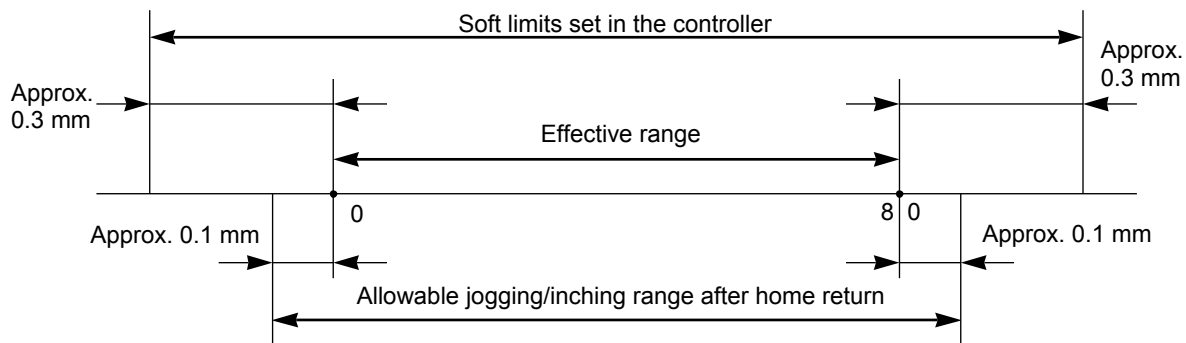 Soft limits set in the controller
Approx.
0.3 mm
Approx.
0.3 mm
Effective range
0
8 0
Approx. 0.1 mm
Approx. 0.1 mm
Allowable jogging/inching range after home return